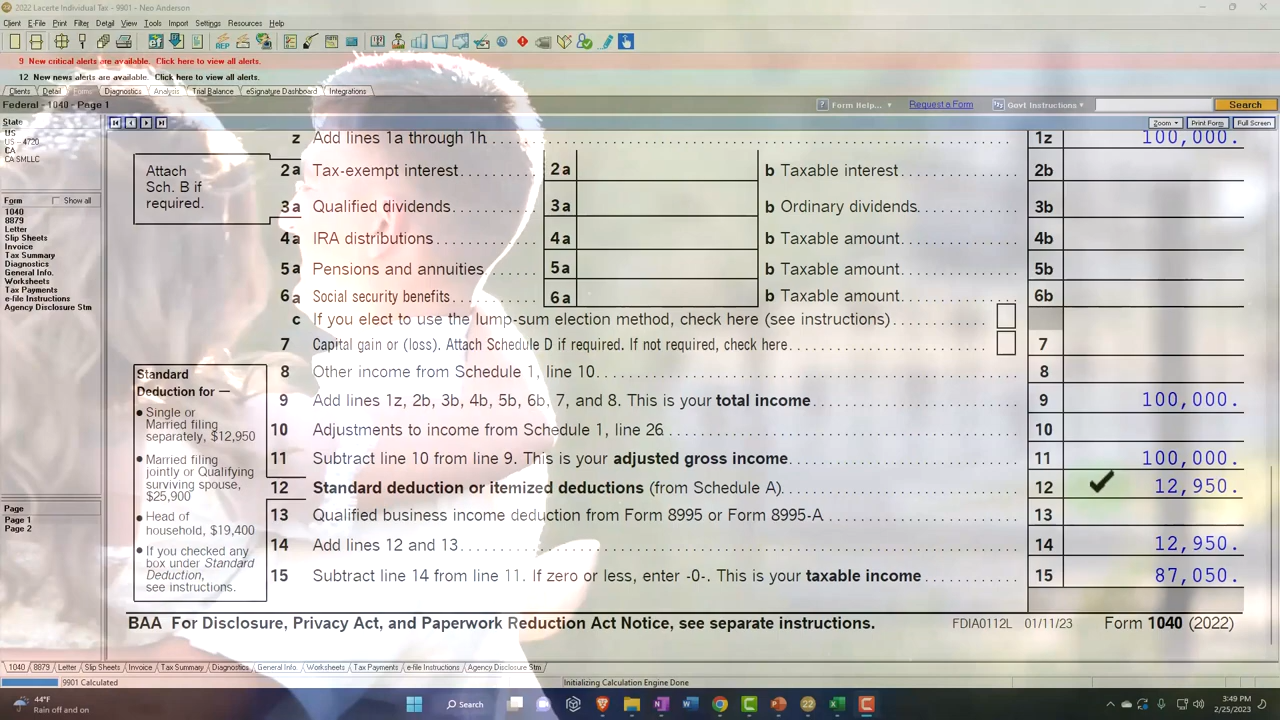 2022 Lacerte Individual Tax - 9901 - Neo Anderson
Client E-File Print Filter Detail View Tools Import Settings Resources Help
9 New critical alerts are available. Click here to view all alerts.
12 New news alerts are available. Click here to view all alerts.
Clients Detail Forms Diagnostics Analysis Trial Balance eSignature Dashboard Integrations
Federal - 1040 - Page 1 Form Help... Request a Form Govt Instructions Search
Zoom Print Form Full Screen
State
US
US - 4720
CA
CA SMLLC
Form Show all
1040
8879
Letter
Slip Sheets
Invoice
Tax Summary
Diagnostics
General Info.
Worksheets
Tax Payments
e-file Instructions
Agency Disclosure Stm
Page
Page 1
Page 2
z Add lines 1a through 1h 1z 100,000.
Attach
Sch. B if
required.
2a Tax-exempt interest 2a b Taxable interest 2b
3a Qualified dividends 3a b Ordinary dividends 3b
4a IRA distributions 4a b Taxable amount 4b
5a Pensions and annuities 5a b Taxable amount 5b
6a Social security benefits 6a b Taxable amount 6b
c If you elect to use the lump-sum election method, check here (see instructions)
7 Capital gain or (loss). Attach Schedule D if required. If not required, check here 7
8 Other income from Schedule 1, line 10 8
9 Add lines 1z, 2b, 3b, 4b, 5b, 6b, 7, and 8. This is your total income 9 100,000.
10 Adjustments to income from Schedule 1, line 26 10
11 Subtract line 10 from line 9. This is your adjusted gross income 11 100,000.
12 Standard deduction or itemized deductions (from Schedule A) 12 12,950.
13 Qualified business income deduction from Form 8995 or Form 8995-A 13
14 Add lines 12 and 13 14 12,950.
15 Subtract line 14 from line 11. If zero or less, enter -0-. This is your taxable income 15 87,050.
Standard
Deduction for —
• Single or
Married filing
separately, $12,950
• Married filing
jointly or Qualifying
surviving spouse,
$25,900
• Head of
household, $19,400
• If you checked any
box under Standard
Deduction,
see instructions.
BAA For Disclosure, Privacy Act, and Paperwork Reduction Act Notice, see separate instructions. FDIA0112L 01/11/23 Form 1040 (2022)
1040 8879 Letter Slip Sheets Invoice Tax Summary Diagnostics General Info. Worksheets Tax Payments e-file Instructions Agency Disclosure Stm
9901 Calculated Initializing Calculation Engine Done
44°F
Rain off and on
Search
3:49 PM
2/25/2023